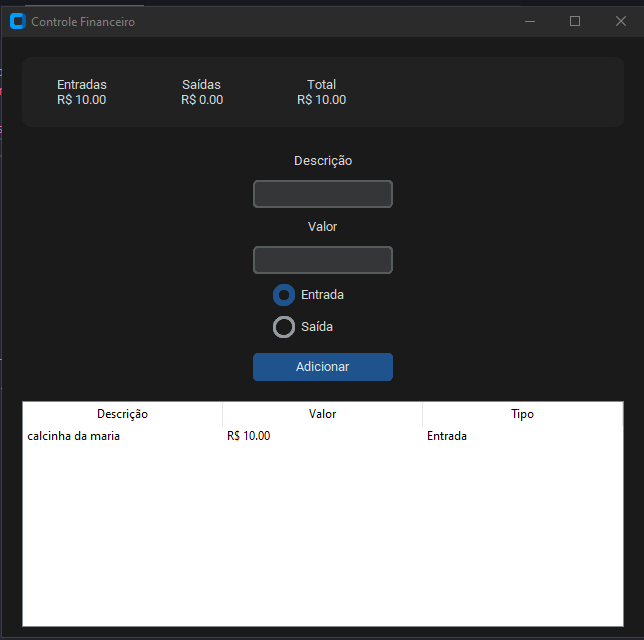 Controle Financeiro
Entradas Saídas Total
R$ 10.00 R$ 0.00 R$ 10.00
Descrição
Valor
Entrada
Saída
Adicionar
Descrição Valor Tipo
calcinha da maria R$ 10.00 Entrada